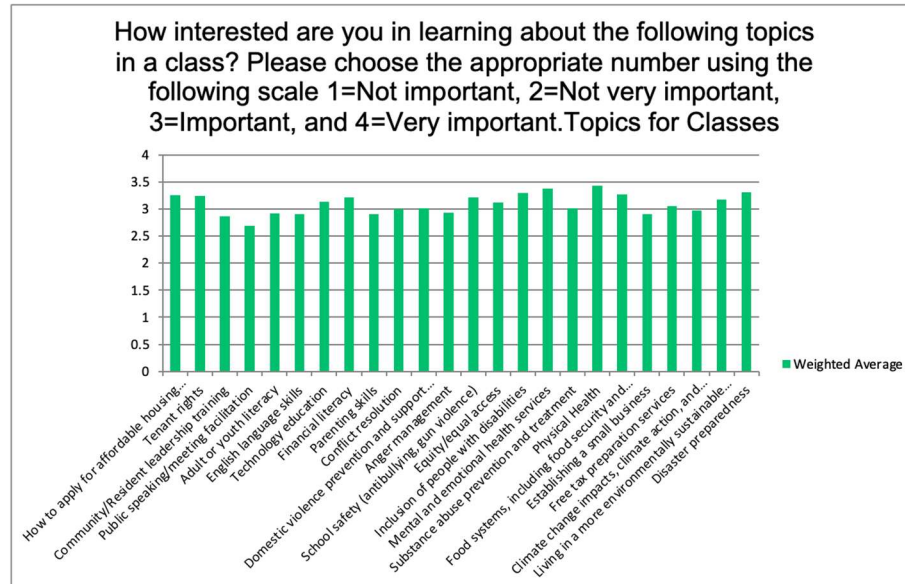 How interested are you in learning about the following topics
in a class? Please choose the appropriate number using the
following scale 1=Not important, 2=Not very important,
3=Important, and 4=Very important.Topics for Classes
4
3.5
3
2.5
2
1.5
1
0.5
0
Weighted Average
How to apply for affordable housing...
Tenant rights
Community/Resident leadership training
Public speaking/meeting facilitation
Adult or youth literacy
English language skills
Technology education
Financial literacy
Parenting skills
Conflict resolution
Domestic violence prevention and support...
Anger management
School safety (antibullying, gun violence)
Equity/equal access
Inclusion of people with disabilities
Mental and emotional health services
Substance abuse prevention and treatment
Physical Health
Food systems, including food security and...
Establishing a small business
Free tax preparation services
Climate change impacts, climate action, and...
Living in a more environmentally sustainable...
Disaster preparedness